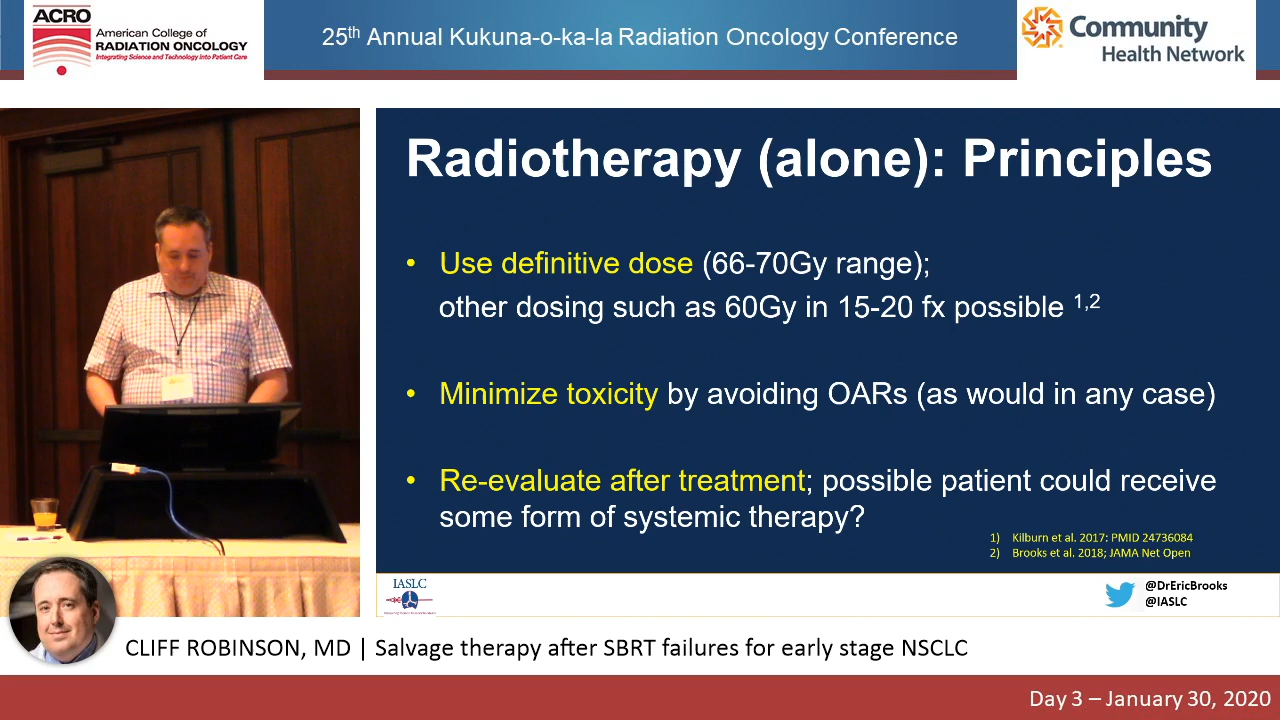 ACRO
American College of
RADIATION ONCOLOGY
Integrating Science and Technology Into Patient Care
25th Annual Kukuna-o-ka-la Radiation Oncology Conference
Community
Health Network
Radiotherapy (alone): Principles
• Use definitive dose (66-70Gy range);
other dosing such as 60Gy in 15-20 fx possible 1,2
• Minimize toxicity by avoiding OARs (as would in any case)
• Re-evaluate after treatment; possible patient could receive
some form of systemic therapy?
1) Kilburn et al. 2017: PMID 24736084
2) Brooks et al. 2018; JAMA Net Open
IASLC
@DrEricBrooks
@IASLC
CLIFF ROBINSON, MD | Salvage therapy after SBRT failures for early stage NSCLC
Day 3 – January 30, 2020